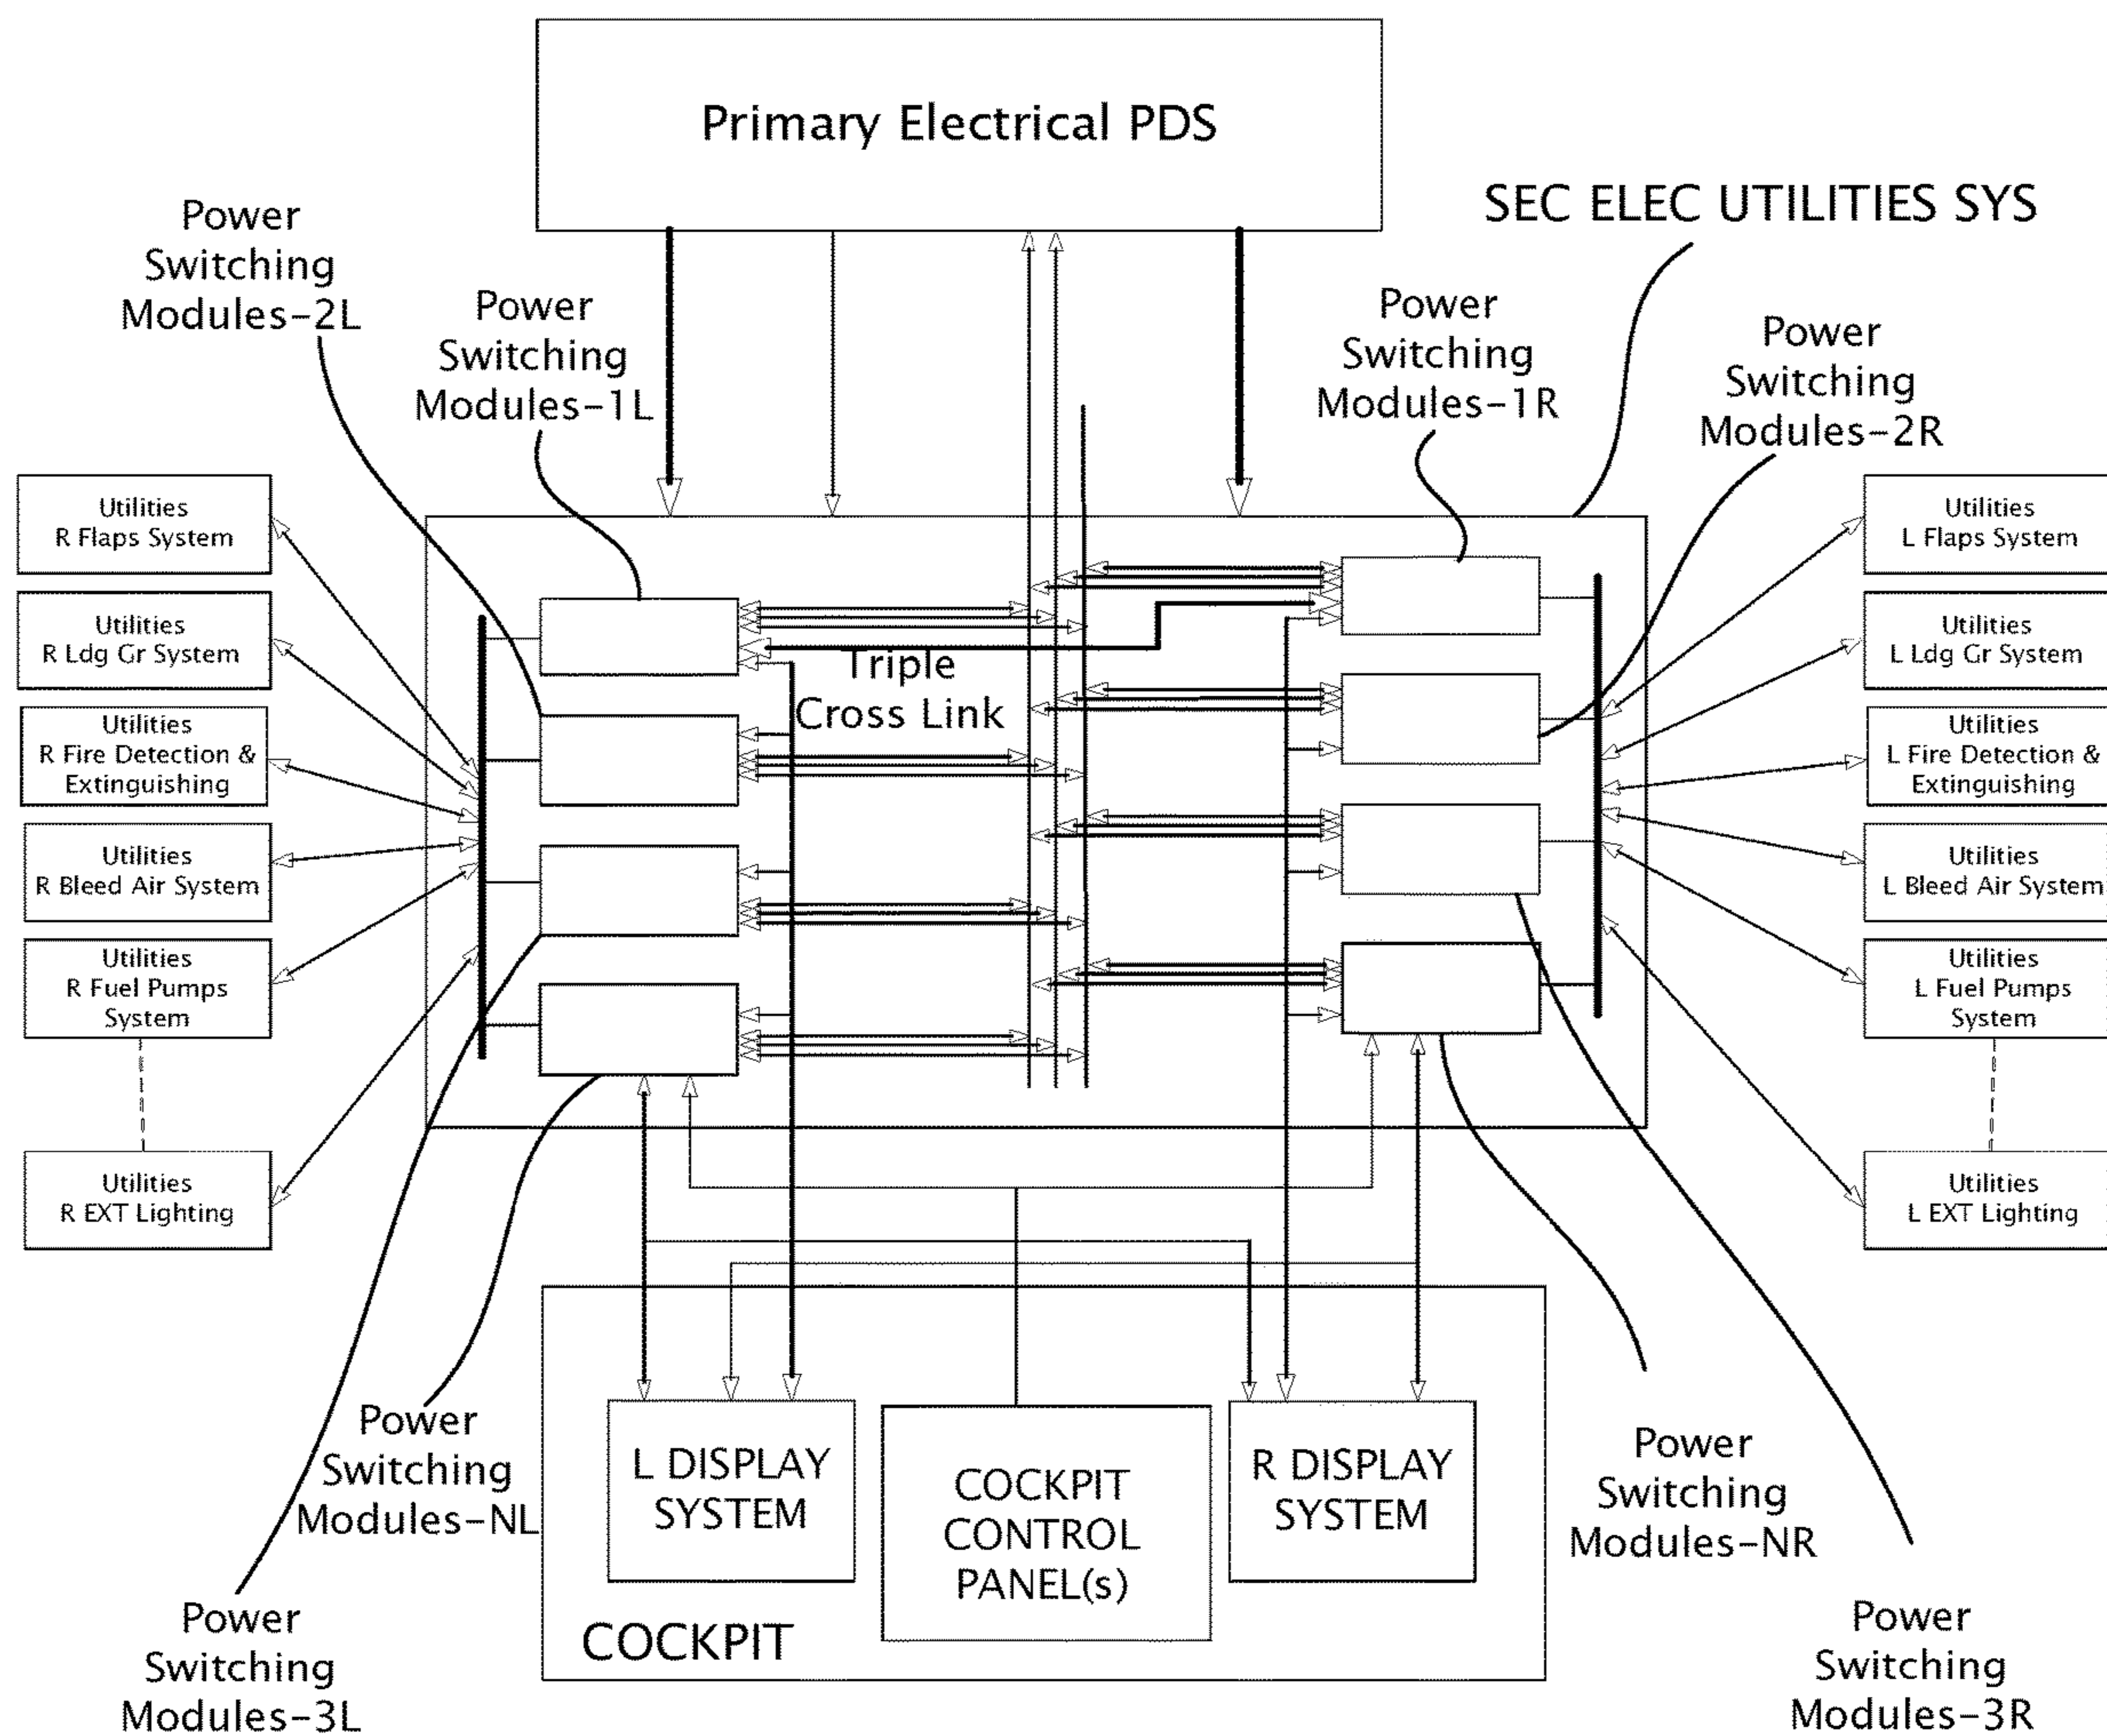 Primary Electrical PDS
SEC ELEC UTILITIES SYS
Power
Switching
Modules-2L
Power
Switching
Modules-1L
Power
Switching
Modules-1R
Power
Switching
Modules-2R
Utilities
R Flaps System
Utilities
R Ldg Gr System
Utilities
R Fire Detection &
Extinguishing
Utilities
R Bleed Air System
Utilities
R Fuel Pumps
System
Utilities
R EXT Lighting
Triple
Cross Link
Utilities
L Flaps System
Utilities
L Ldg Gr System
Utilities
L Fire Detection &
Extinguishing
Utilities
L Bleed Air System
Utilities
L Fuel Pumps
System
Utilities
L EXT Lighting
Power
Switching
Modules-NL
L DISPLAY
SYSTEM
COCKPIT
CONTROL
PANEL(s)
R DISPLAY
SYSTEM
COCKPIT
Power
Switching
Modules-NR
Power
Switching
Modules-3L
Power
Switching
Modules-3R